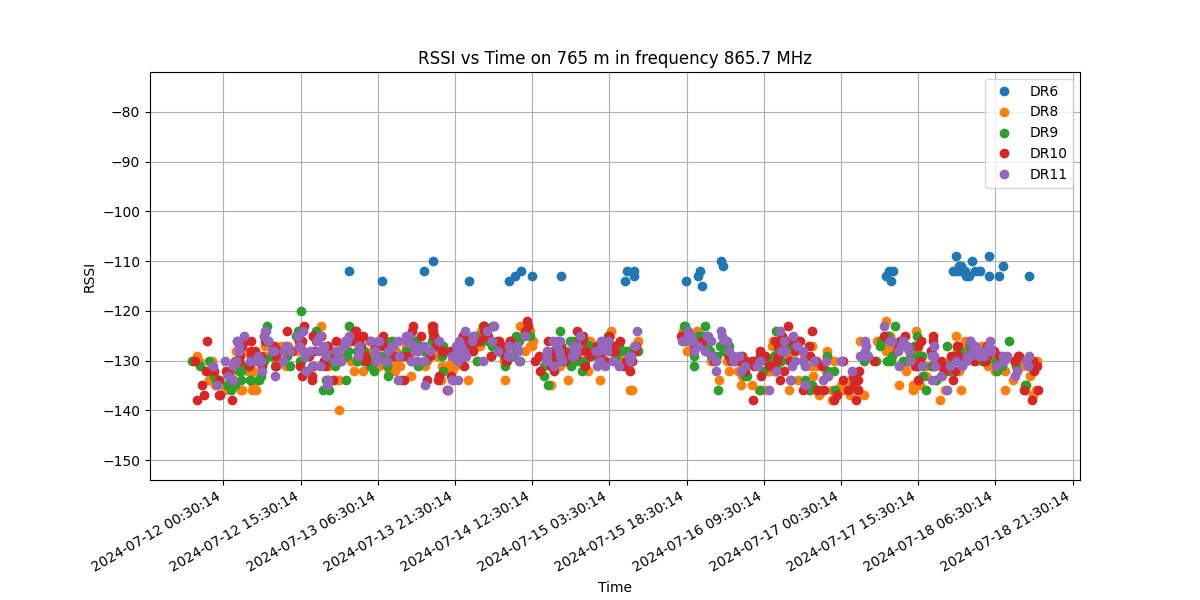 RSSI vs Time on 765 m in frequency 865.7 MHz
DR6
DR8
DR9
DR10
DR11
−80
−90
−100
−110
−120
−130
−140
−150
RSSI
2024-07-12 00:30:14
2024-07-12 15:30:14
2024-07-13 06:30:14
2024-07-13 21:30:14
2024-07-14 12:30:14
2024-07-15 03:30:14
2024-07-15 18:30:14
2024-07-16 09:30:14
2024-07-17 00:30:14
2024-07-17 15:30:14
2024-07-18 06:30:14
2024-07-18 21:30:14
Time